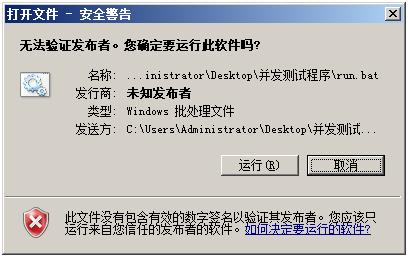 打开文件 - 安全警告
无法验证发布者。您确定要运行此软件吗?
名称: ...inistrator\Desktop\并发测试程序\run.bat
发行商: 未知发布者
类型: Windows 批处理文件
发送方: C:\Users\Administrator\Desktop\并发测试...
运行(R) 取消
此文件没有包含有效的数字签名以验证其发布者。您应该只
运行来自您信任的发布者的软件。如何决定要运行的软件?